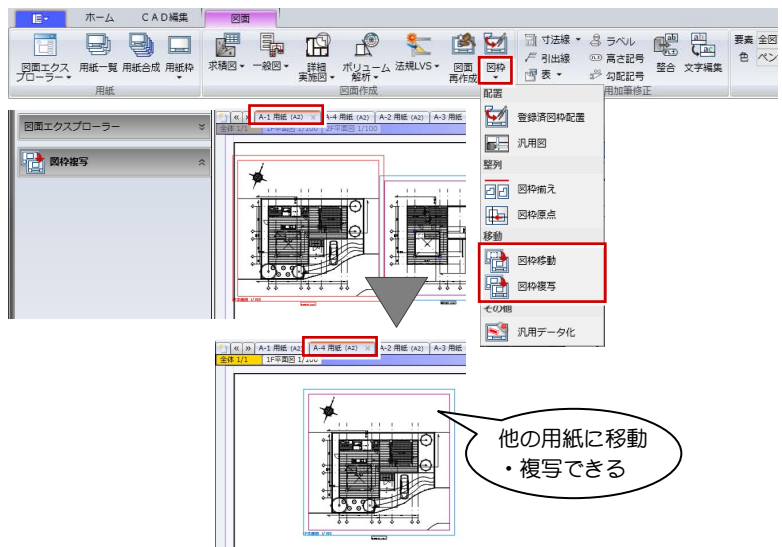 ホーム
CAD編集
図面
図面エクス
プローラー
用紙一覧
用紙合成
用紙枠
用紙
求積図
一般図
詳細
実施図
ボリューム
解析
法規LVS
図面
再作成
図枠
図面作成
寸法線
引出線
表
ラベル
高さ記号
勾配記号
整合
文字編集
用加筆修正
要素
全図
色
ペン
図面エクスプローラー
図枠複写
A-1 用紙 (A2)
A-4 用紙 (A2)
A-2 用紙 (A2)
A-3 用紙
全体 1/1
1F平面図 1/100
2F平面図 1/100
配置
登録済図枠配置
汎用図
整列
図枠揃え
図枠原点
移動
図枠移動
図枠複写
その他
汎用データ化
A-1 用紙 (A2)
A-4 用紙 (A2)
A-2 用紙 (A2)
A-3 用紙
全体 1/1
1F平面図 1/100
他の用紙に移動
・複写できる